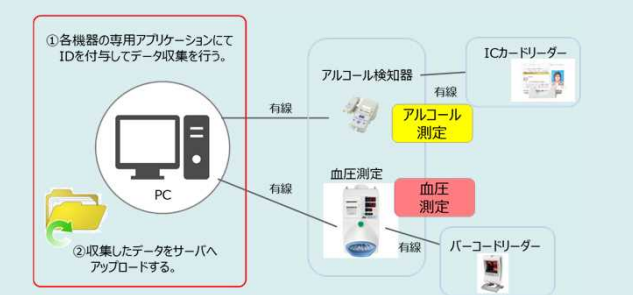 ①各機器の専用アプリケーションにて
IDを付与してデータ収集を行う。
PC
②収集したデータをサーバへ
アップロードする。
有線
有線
アルコール検知器
アルコール
測定
血圧測定
血圧
測定
有線
ICカードリーダー
有線
バーコードリーダー